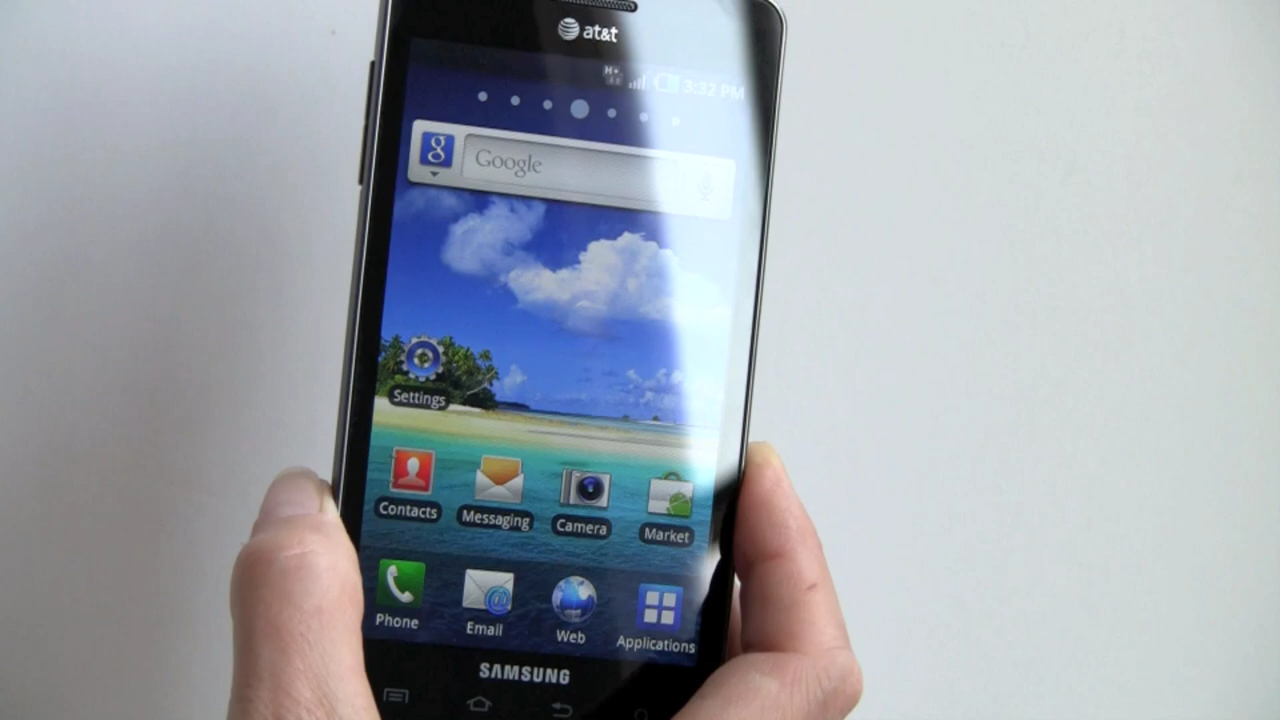 at&t
H+
3:32 PM
g Google
Settings
Contacts Messaging Camera Market
Phone Email Web Applications
SAMSUNG